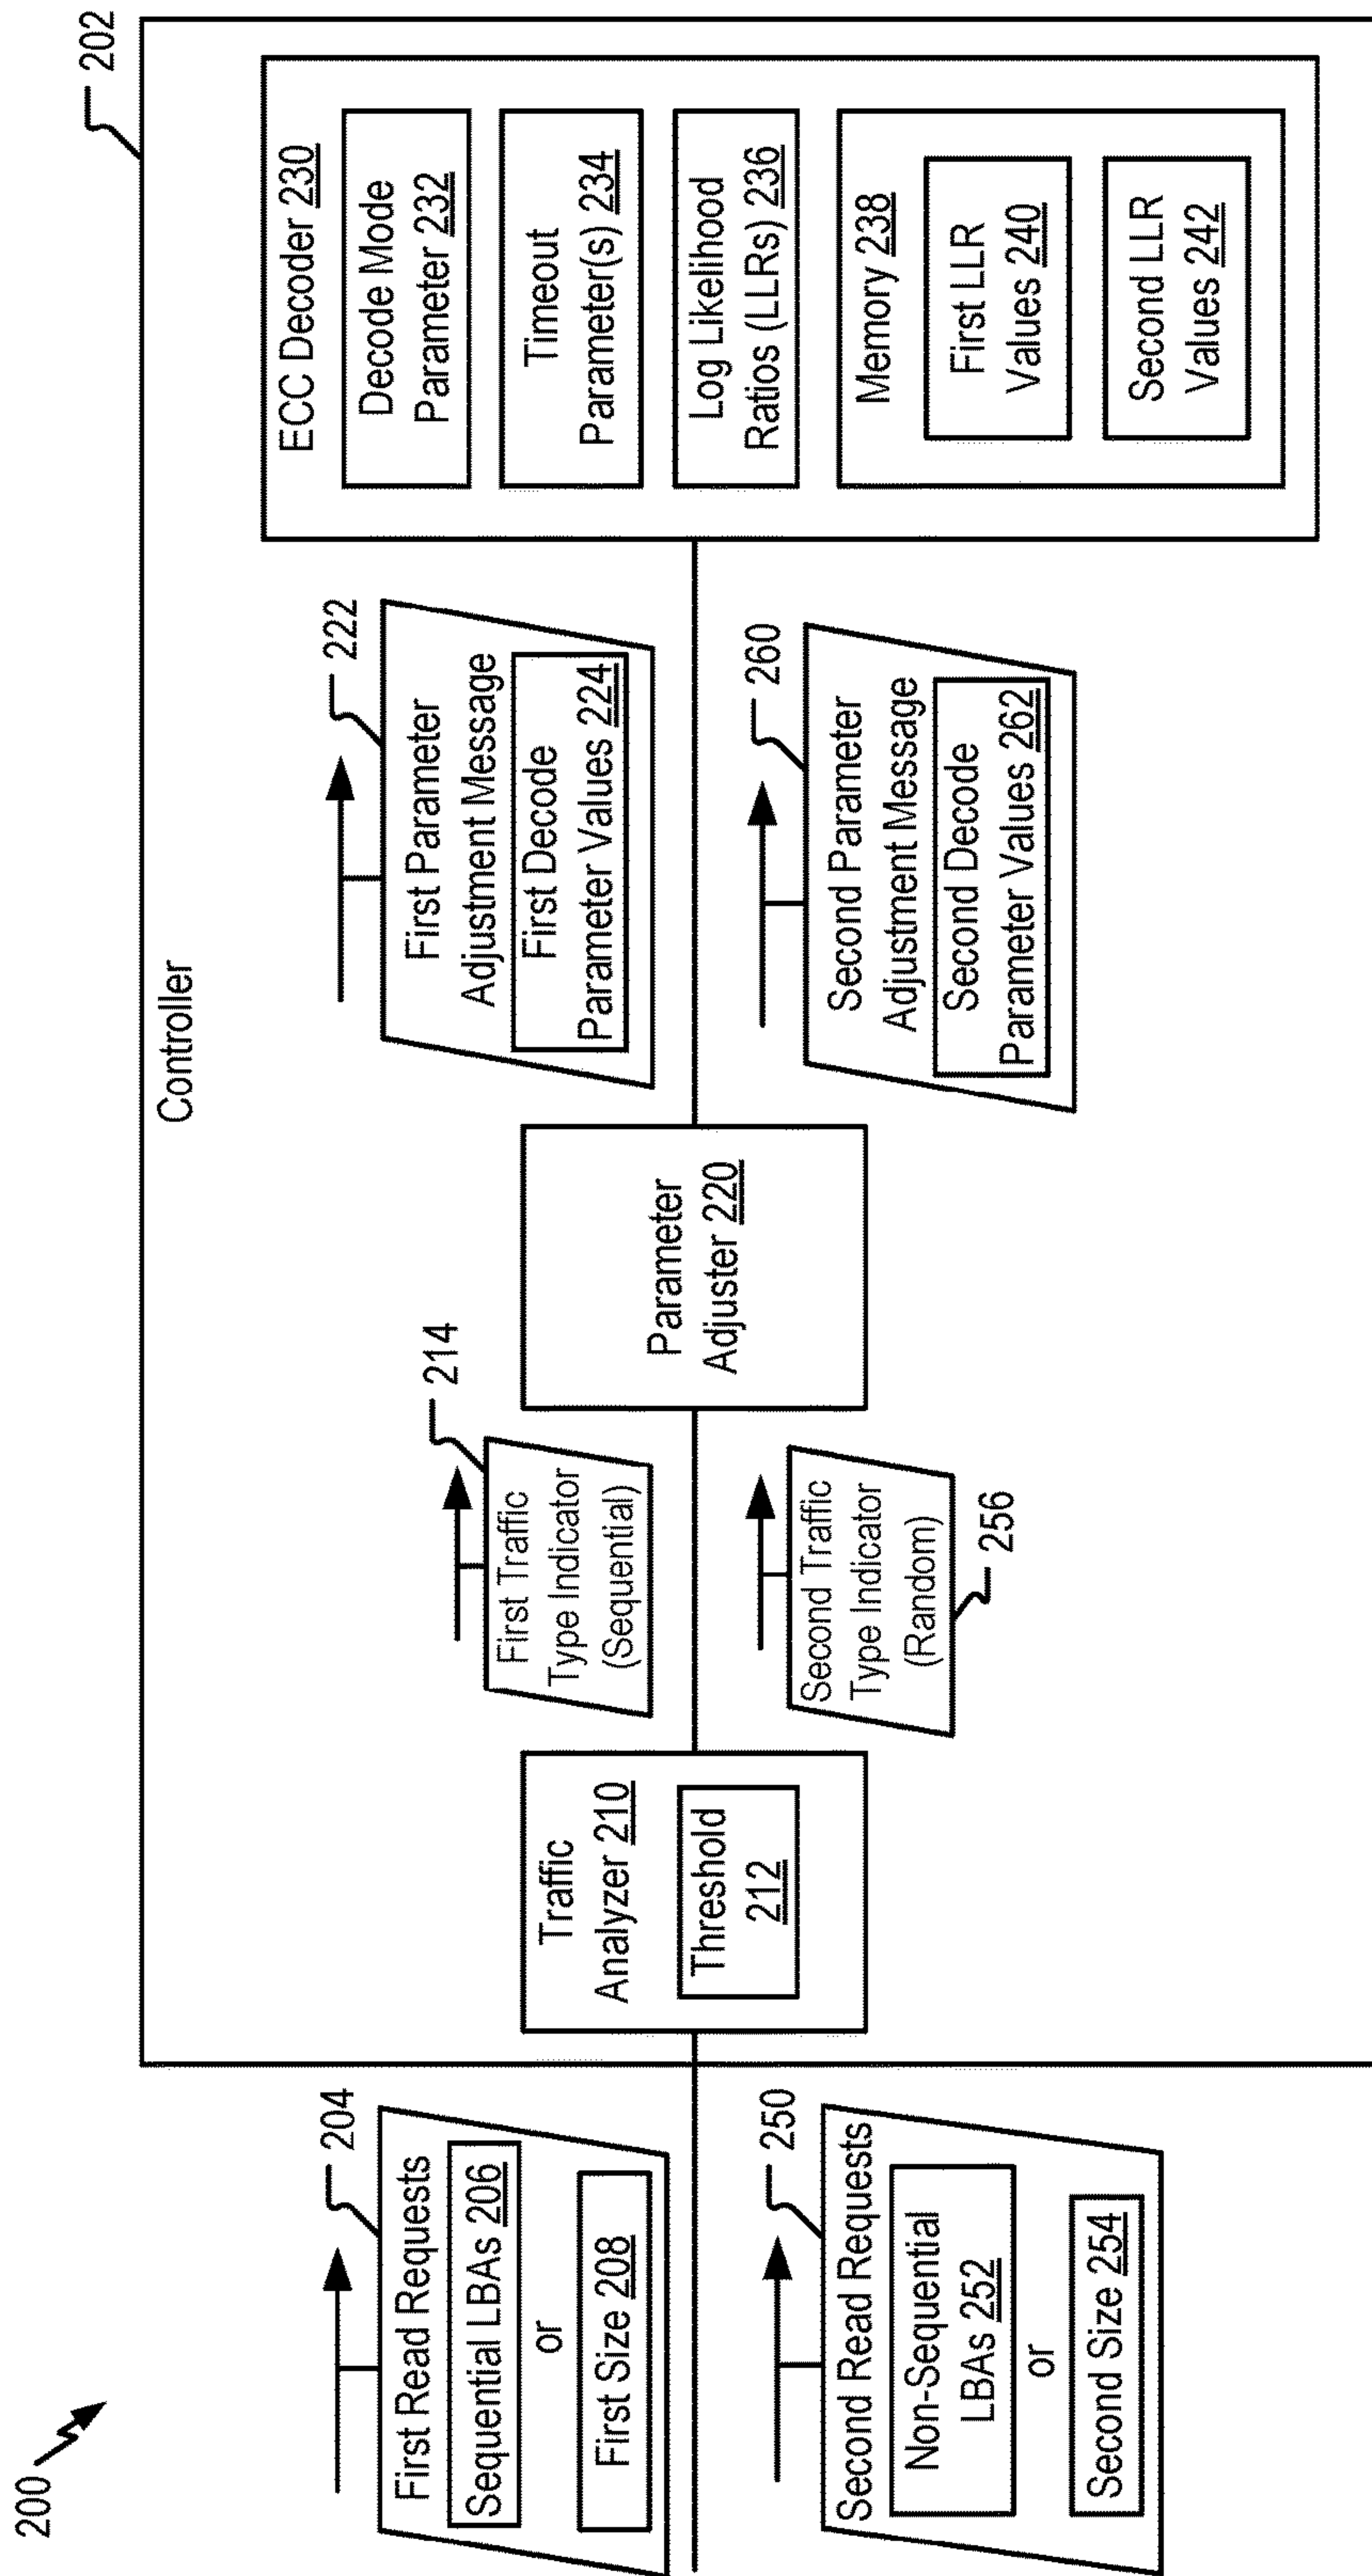 200
202
Controller
204
First Read Requests
Sequential LBAs 206
or
First Size 208
250
Second Read Requests
Non-Sequential
LBAs 252
or
Second Size 254
Traffic
Analyzer 210
Threshold
212
214
First Traffic
Type Indicator
(Sequential)
Second Traffic
Type Indicator
(Random)
256
Parameter
Adjuster 220
222
First Parameter
Adjustment Message
First Decode
Parameter Values 224
260
Second Parameter
Adjustment Message
Second Decode
Parameter Values 262
ECC Decoder 230
Decode Mode
Parameter 232
Timeout
Parameter(s) 234
Log Likelihood
Ratios (LLRs) 236
Memory 238
First LLR
Values 240
Second LLR
Values 242